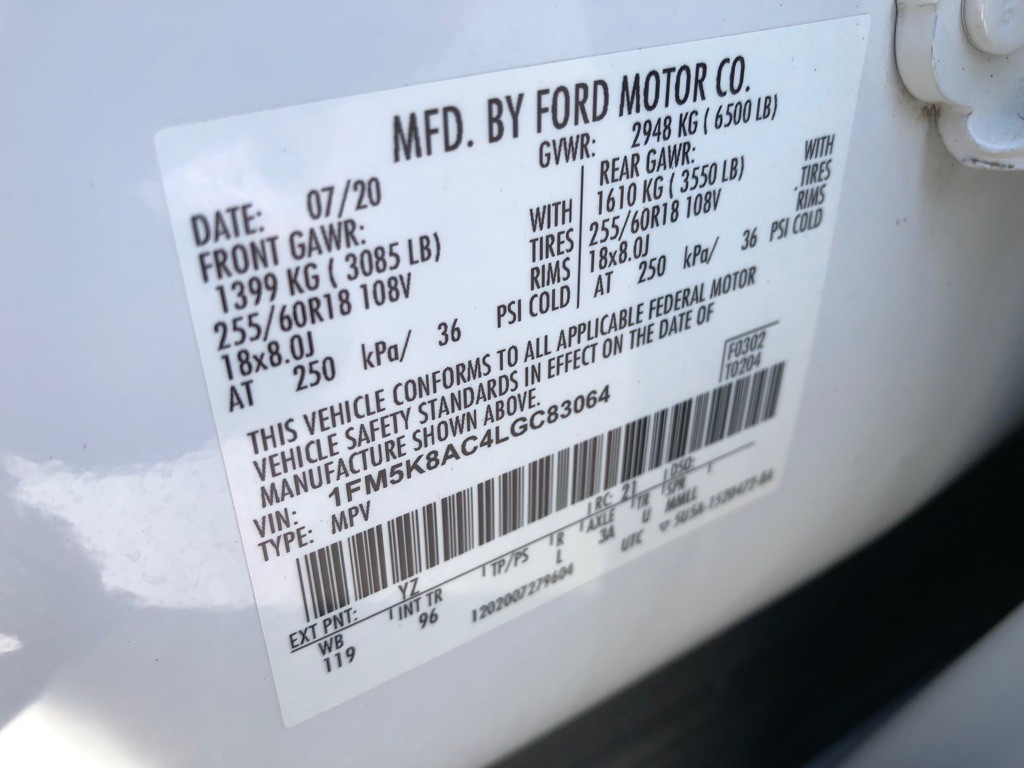 MFD. BY FORD MOTOR CO.
DATE: 07/20
GVWR: 2948 KG ( 6500 LB)
FRONT GAWR:
1399 KG ( 3085 LB) WITH
255/60R18 108V TIRES
18x8.0J RIMS
AT 250 kPa/ 36 PSI COLD
REAR GAWR:
1610 KG ( 3550 LB) WITH
255/60R18 108V TIRES
18x8.0J RIMS
AT 250 kPa/ 36 PSI COLD
THIS VEHICLE CONFORMS TO ALL APPLICABLE FEDERAL MOTOR
VEHICLE SAFETY STANDARDS IN EFFECT ON THE DATE OF
MANUFACTURE SHOWN ABOVE.
F0302
T0204
VIN: 1FM5K8AC4LGC83064
TYPE: MPV
EXT PNT: YZ RC: 21 DSO:
WB INT TR TP/PS R AXLE TR SPR
119 96 L 3A U MMLL
1202007279604 UTC